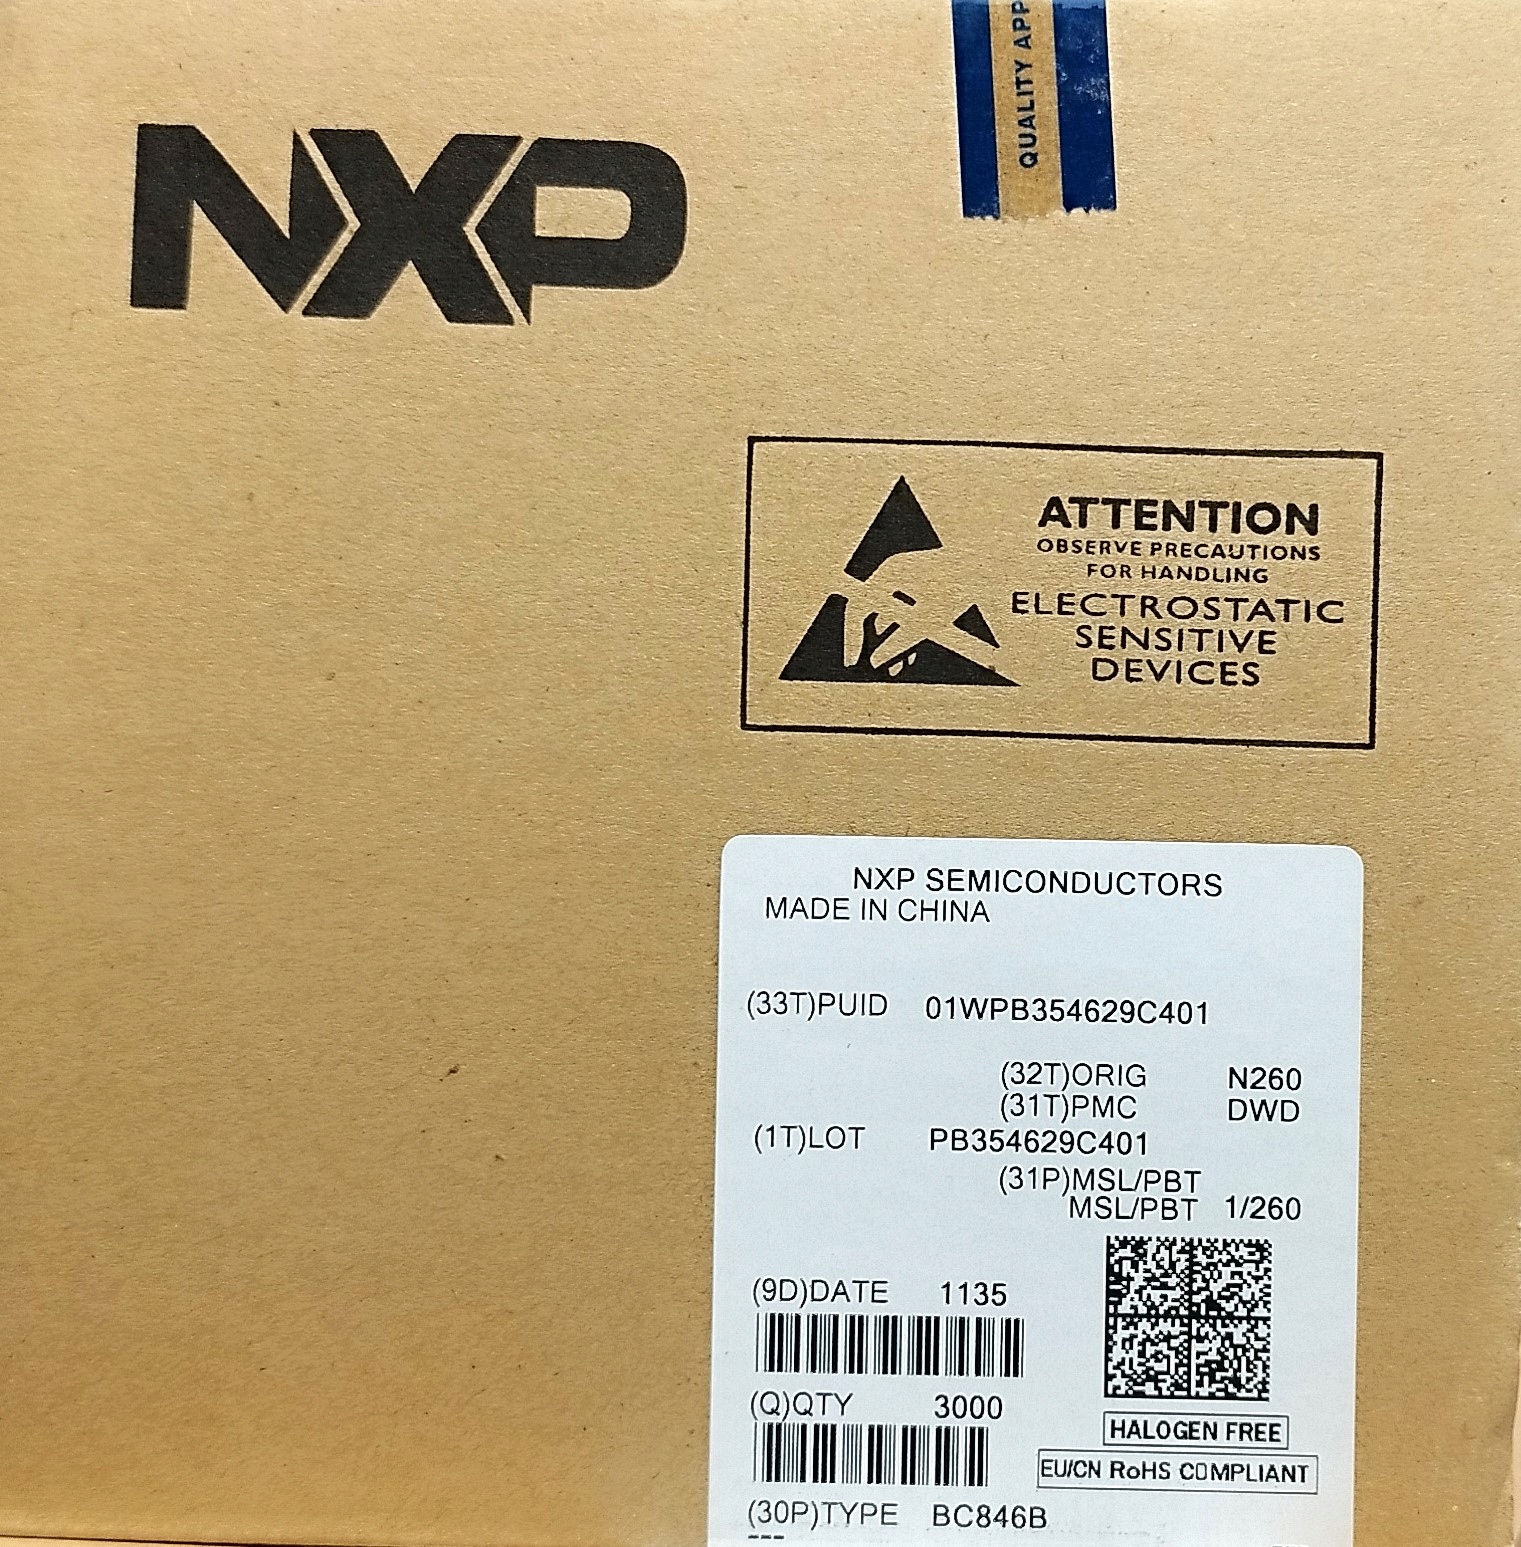 QUALITY APP
NXP
ATTENTION
OBSERVE PRECAUTIONS
FOR HANDLING
ELECTROSTATIC
SENSITIVE
DEVICES
NXP SEMICONDUCTORS
MADE IN CHINA
(33T)PUID 01WPB354629C401
(32T)ORIG N260
(31T)PMC DWD
(1T)LOT PB354629C401
(31P)MSL/PBT
MSL/PBT 1/260
(9D)DATE 1135
(Q)QTY 3000
HALOGEN FREE
EU/CN RoHS COMPLIANT
(30P)TYPE BC846B